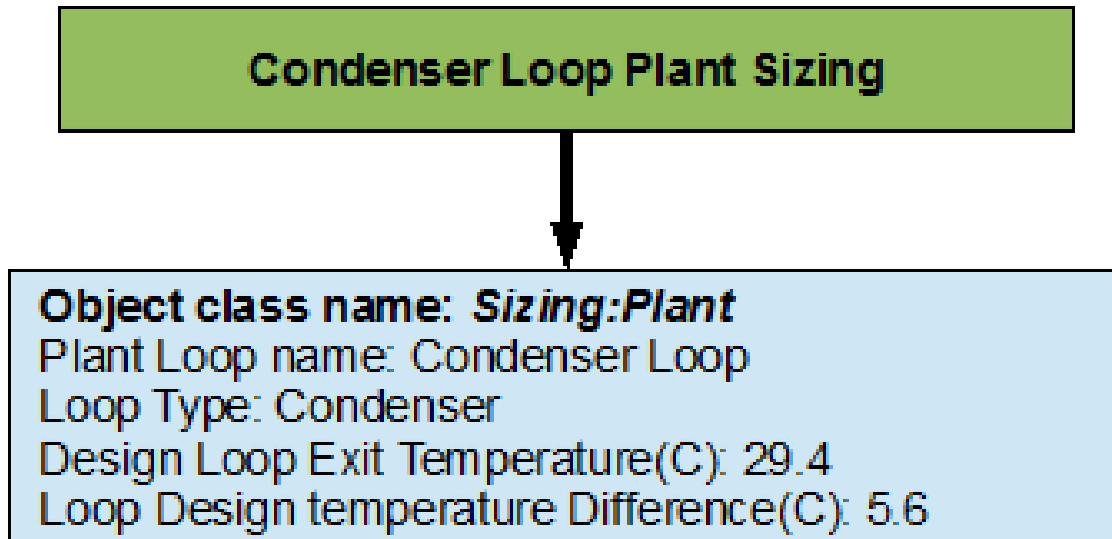 Condenser Loop Plant Sizing
Object class name: Sizing:Plant
Plant Loop name: Condenser Loop
Loop Type: Condenser
Design Loop Exit Temperature(C): 29.4
Loop Design temperature Difference(C): 5.6